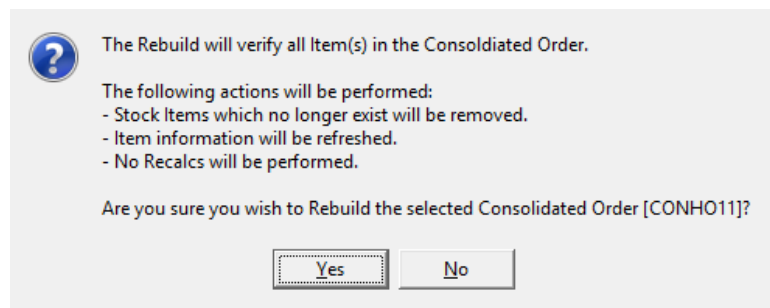 The Rebuild will verify all Item(s) in the Consoldiated Order.
The following actions will be performed:
- Stock Items which no longer exist will be removed.
- Item information will be refreshed.
- No Recalcs will be performed.
Are you sure you wish to Rebuild the selected Consolidated Order [CONHO11]?
Yes No